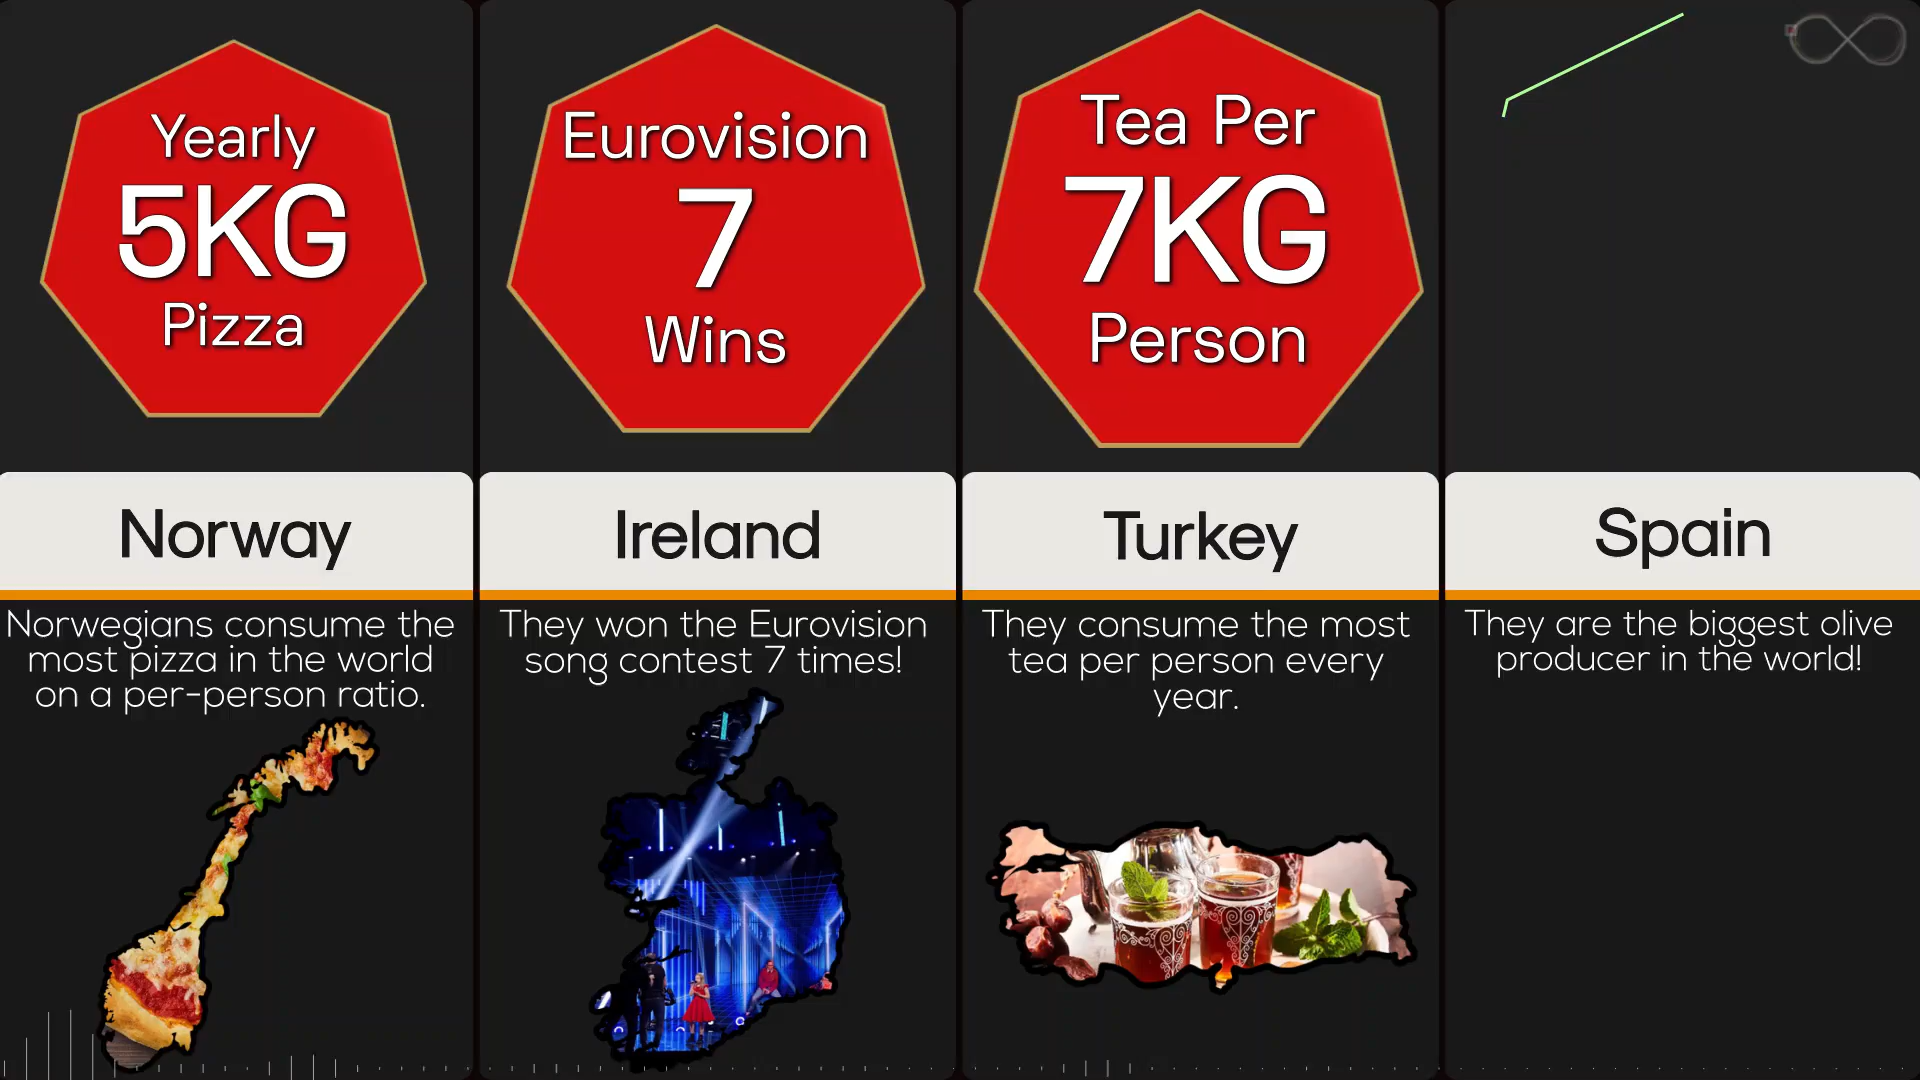 Yearly
5KG
Pizza
Norway
Norwegians consume the
most pizza in the world
on a per-person ratio.
Eurovision
7
Wins
Ireland
They won the Eurovision
song contest 7 times!
Tea Per
7KG
Person
Turkey
They consume the most
tea per person every
year.
Spain
They are the biggest olive
producer in the world!